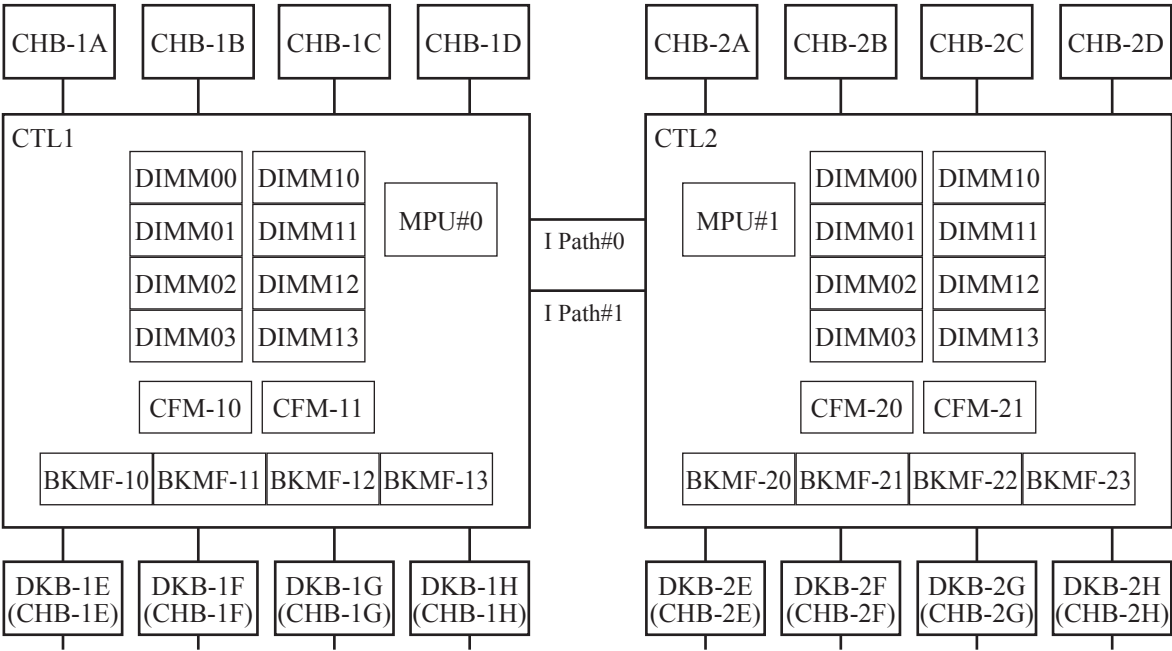 CHB-1A CHB-1B CHB-1C CHB-1D CHB-2A CHB-2B CHB-2C CHB-2D
CTL1
DIMM00 DIMM10
MPU#0
DIMM01 DIMM11
DIMM02 DIMM12
DIMM03 DIMM13
CFM-10 CFM-11
BKMF-10 BKMF-11 BKMF-12 BKMF-13
I Path#0
I Path#1
CTL2
DIMM00 DIMM10
MPU#1
DIMM01 DIMM11
DIMM02 DIMM12
DIMM03 DIMM13
CFM-20 CFM-21
BKMF-20 BKMF-21 BKMF-22 BKMF-23
DKB-1E DKB-1F DKB-1G DKB-1H DKB-2E DKB-2F DKB-2G DKB-2H
(CHB-1E) (CHB-1F) (CHB-1G) (CHB-1H) (CHB-2E) (CHB-2F) (CHB-2G) (CHB-2H)